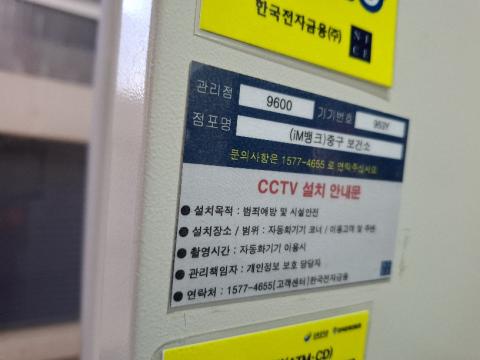 한국전자금융(주)
NICE
관리점 9600 기기번호
점포명 (iM뱅크)중구 보건소
문의사항은 1577-4655 로 연락주십시오.
CCTV 설치 안내문
● 설치목적 : 범죄예방 및 시설안전
● 설치장소 / 범위 : 자동화기기 코너 / 이용고객 및 주변
● 촬영시간 : 자동화기기 이용시
● 관리책임자 : 개인정보 보호 담당자
● 연락처 : 1577-4655[고객센터]한국전자금융
(ATM·CD)